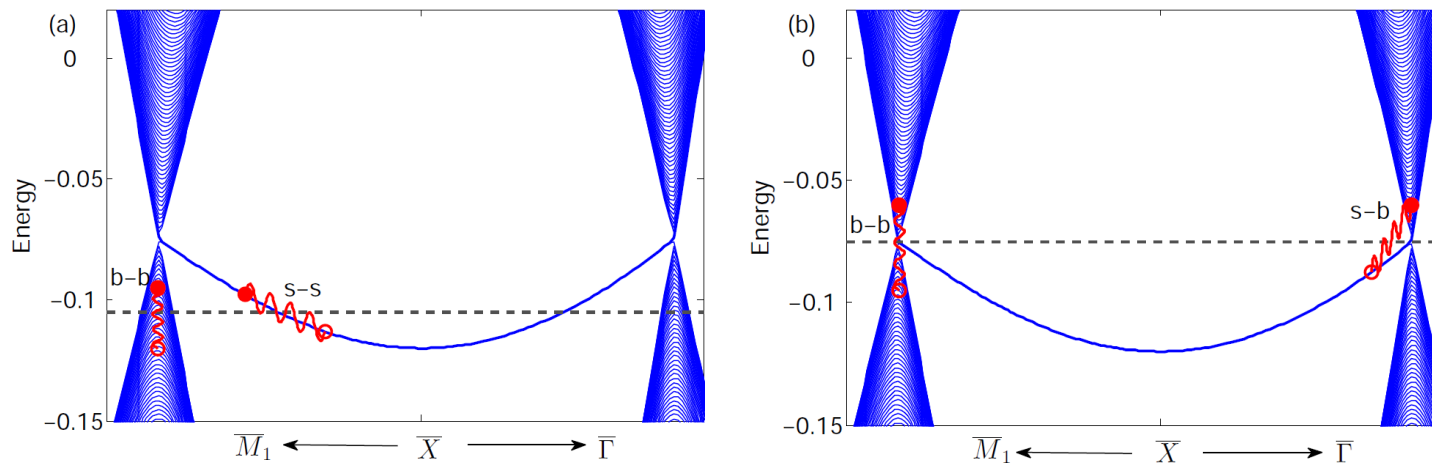 (a)
0
−0.05
−0.1
−0.15
Energy
b−b
s−s
M̅₁ ← X̅ → Γ̅
(b)
0
−0.05
−0.1
−0.15
Energy
b−b
s−b
M̅₁ ← X̅ → Γ̅